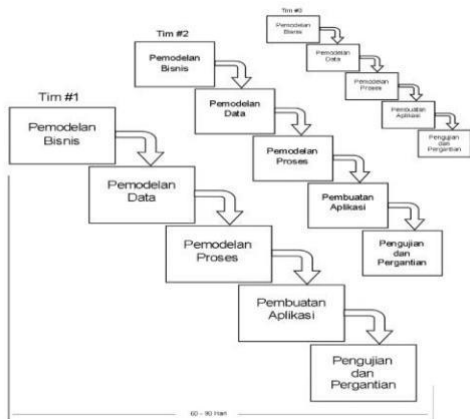 Tim #1
Pemodelan
Bisnis
Pemodelan
Data
Pemodelan
Proses
Pembuatan
Aplikasi
Pengujian
dan
Pergantian
Tim #2
Pemodelan
Bisnis
Pemodelan
Data
Pemodelan
Proses
Pembuatan
Aplikasi
Pengujian
dan
Pergantian
Tim #3
Pemodelan
Bisnis
Pemodelan
Data
Pemodelan
Proses
Pembuatan
Aplikasi
Pengujian
dan
Pergantian
60 - 90 Hari